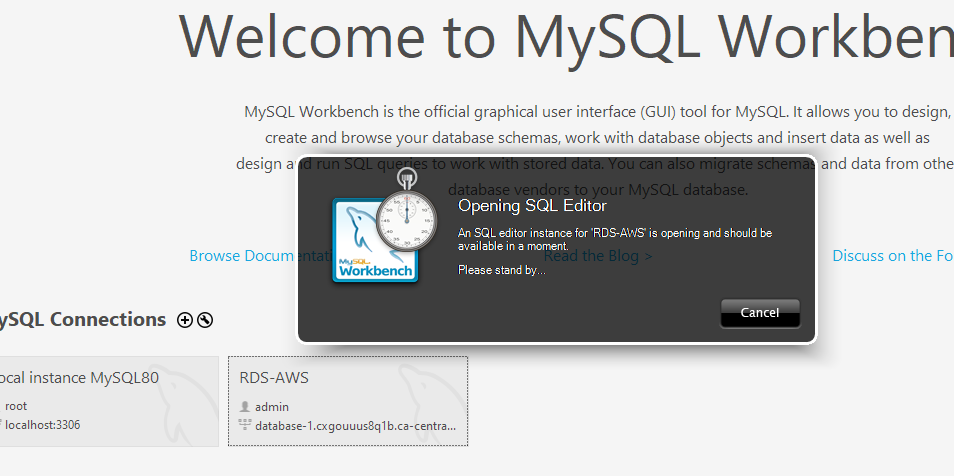 Welcome to MySQL Workben
MySQL Workbench is the official graphical user interface (GUI) tool for MySQL. It allows you to design,
create and browse your database schemas, work with database objects and insert data as well as
design and run SQL queries to work with stored data. You can also migrate schemas and data from othe
database vendors to your MySQL database.
Opening SQL Editor
An SQL editor instance for 'RDS-AWS' is opening and should be
available in a moment.
Please stand by...
MySQL
Workbench
Cancel
Browse Documentati
Read the Blog >
Discuss on the Fo
ySQL Connections
ocal instance MySQL80
root
localhost:3306
RDS-AWS
admin
database-1.cxgouuus8q1b.ca-centra...